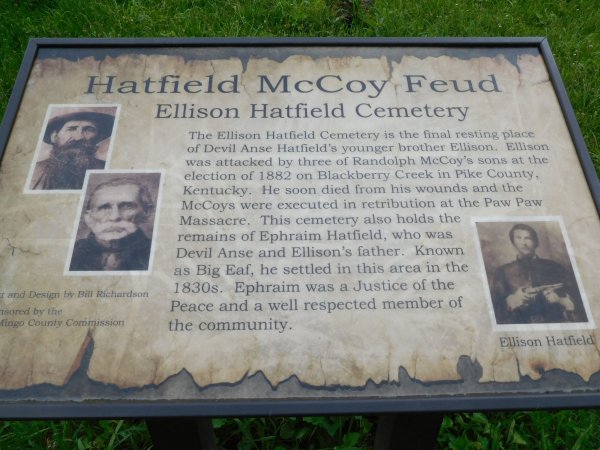 Hatfield McCoy Feud
Ellison Hatfield Cemetery
The Ellison Hatfield Cemetery is the final resting place
of Devil Anse Hatfield's younger brother Ellison. Ellison
was attacked by three of Randolph McCoy's sons at the
election of 1882 on Blackberry Creek in Pike County,
Kentucky. He soon died from his wounds and the
McCoys were executed in retribution at the Paw Paw
Massacre. This cemetery also holds the
remains of Ephraim Hatfield, who was
Devil Anse and Ellison's father. Known
as Big Eaf, he settled in this area in the
1830s. Ephraim was a Justice of the
Peace and a well respected member of
the community.
and Design by Bill Richardson
by the
Mingo County Commission
Ellison Hatfield